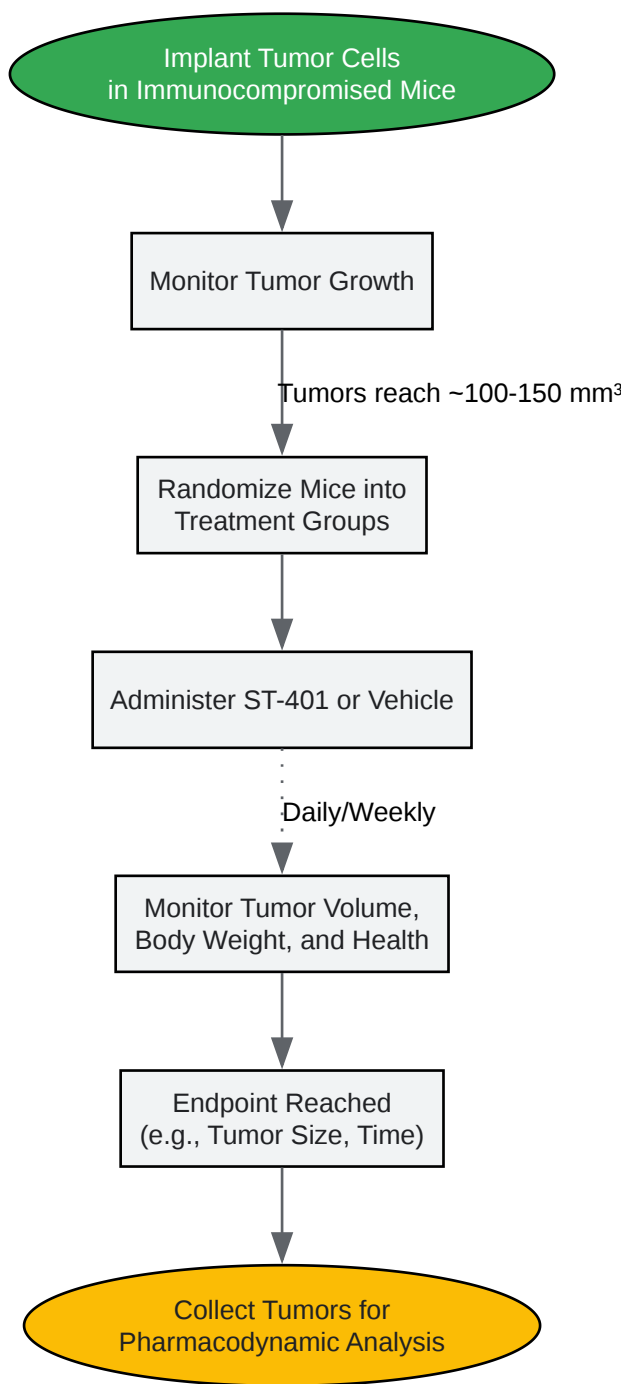 Implant Tumor Cells
in Immunocompromised Mice
Monitor Tumor Growth
Tumors reach ~100-150 mm³
Randomize Mice into
Treatment Groups
Administer ST-401 or Vehicle
Daily/Weekly
Monitor Tumor Volume,
Body Weight, and Health
Endpoint Reached
(e.g., Tumor Size, Time)
Collect Tumors for
Pharmacodynamic Analysis